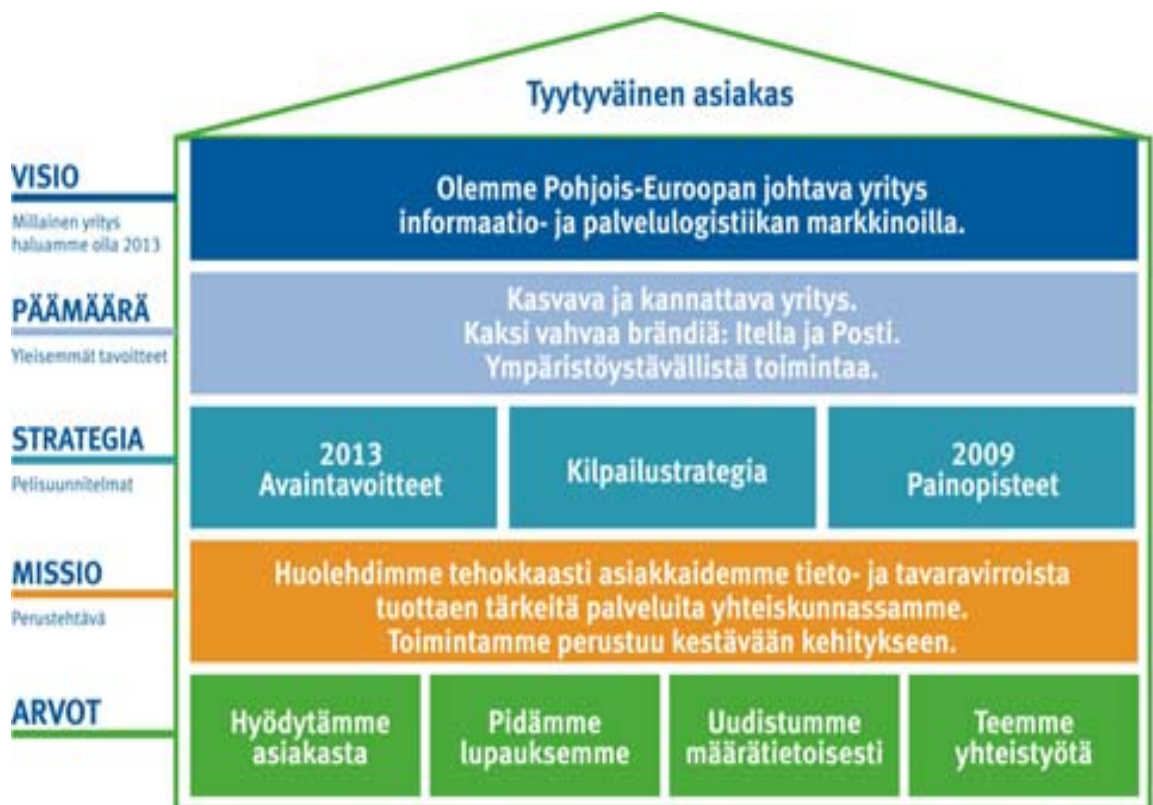 Tyytyväinen asiakas
VISIO
Millainen yritys
haluamme olla 2013
Olemme Pohjois-Euroopan johtava yritys
informaatio- ja palvelulogistiikan markkinoilla.
PÄÄMÄÄRÄ
Yleisemmät tavoitteet
Kasvava ja kannattava yritys.
Kaksi vahvaa brändiä: Itella ja Posti.
Ympäristöystävällistä toimintaa.
STRATEGIA
Pelisuunnitelmat
2013
Avaintavoitteet
Kilpailustrategia
2009
Painopisteet
MISSIO
Perustehtävä
Huolehdimme tehokkaasti asiakkaidemme tieto- ja tavaravirroista
tuottaen tärkeitä palveluita yhteiskunnassamme.
Toimintamme perustuu kestävään kehitykseen.
ARVOT
Hyödytämme
asiakasta
Pidämme
lupauksemme
Uudistumme
määrätietoisesti
Teemme
yhteistyötä